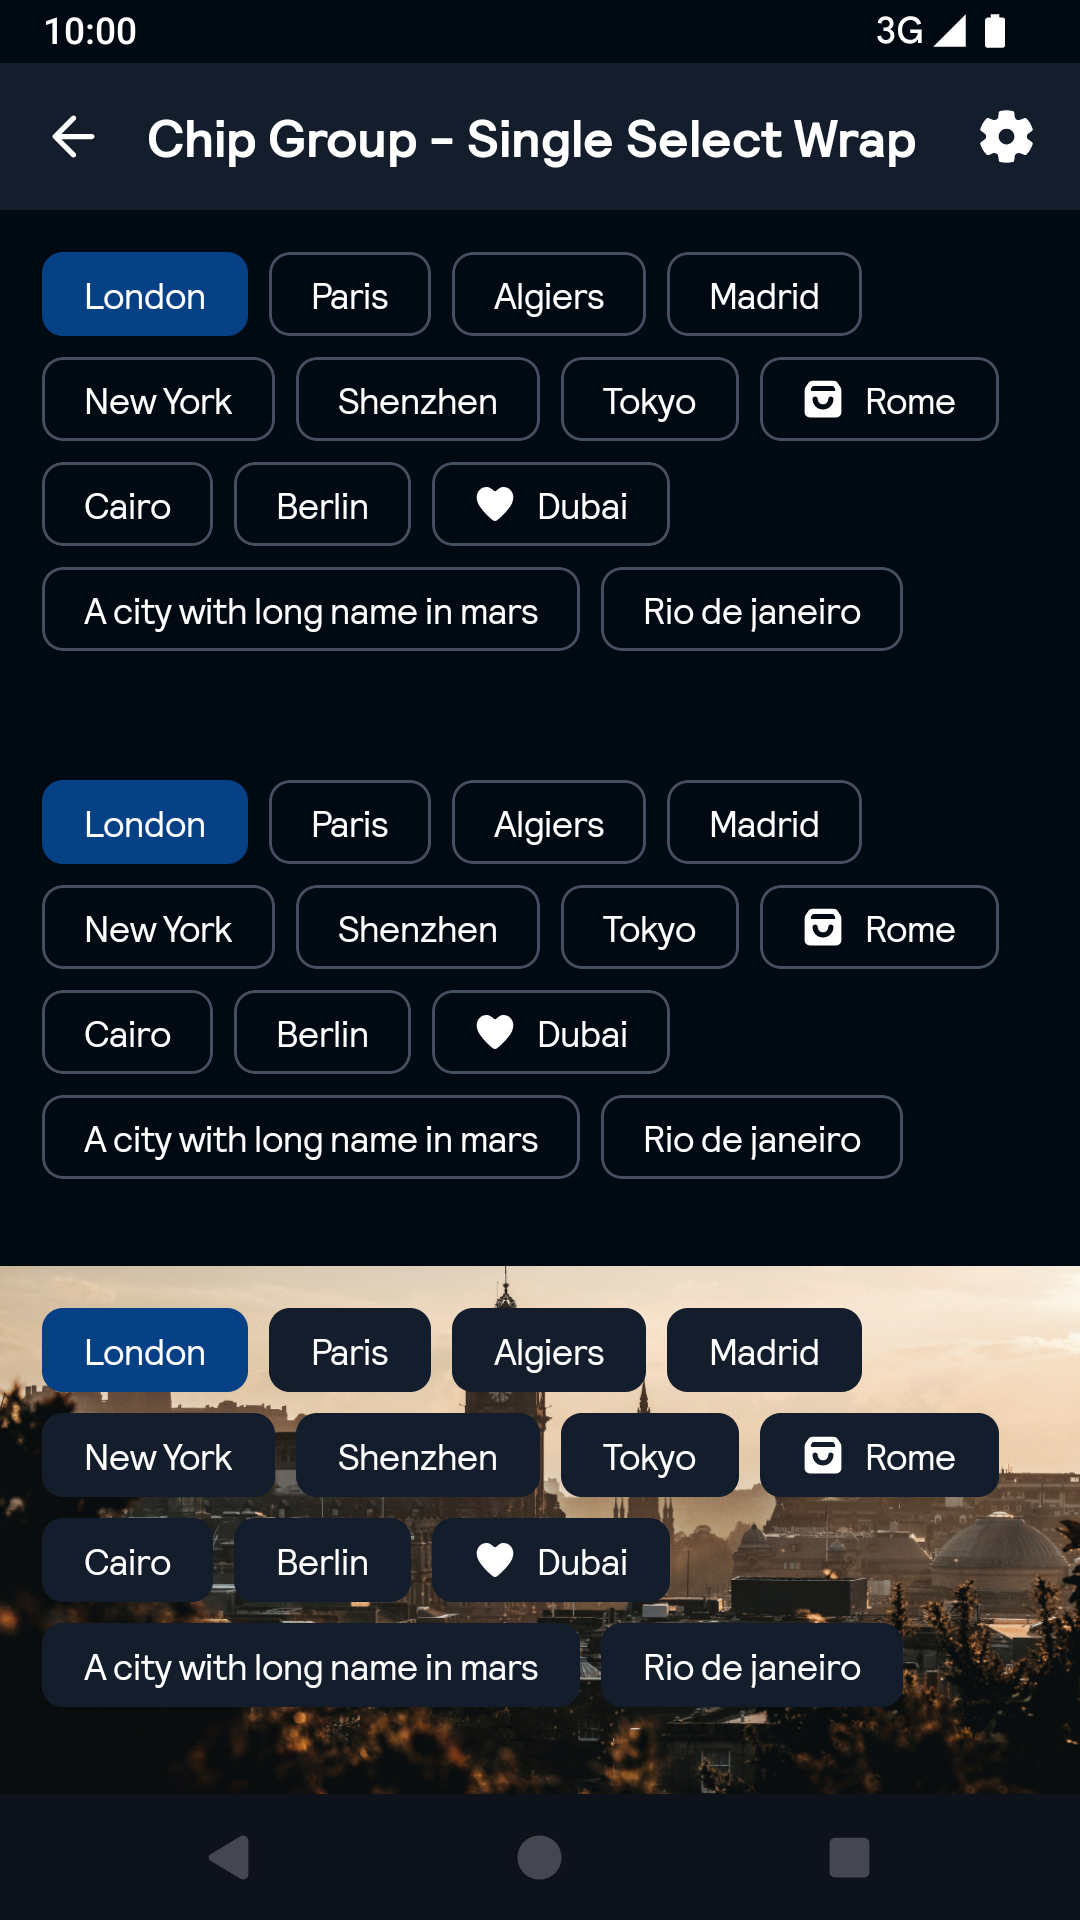 10:00 3G
Chip Group - Single Select Wrap
London Paris Algiers Madrid
New York Shenzhen Tokyo Rome
Cairo Berlin Dubai
A city with long name in mars Rio de janeiro
London Paris Algiers Madrid
New York Shenzhen Tokyo Rome
Cairo Berlin Dubai
A city with long name in mars Rio de janeiro
London Paris Algiers Madrid
New York Shenzhen Tokyo Rome
Cairo Berlin Dubai
A city with long name in mars Rio de janeiro